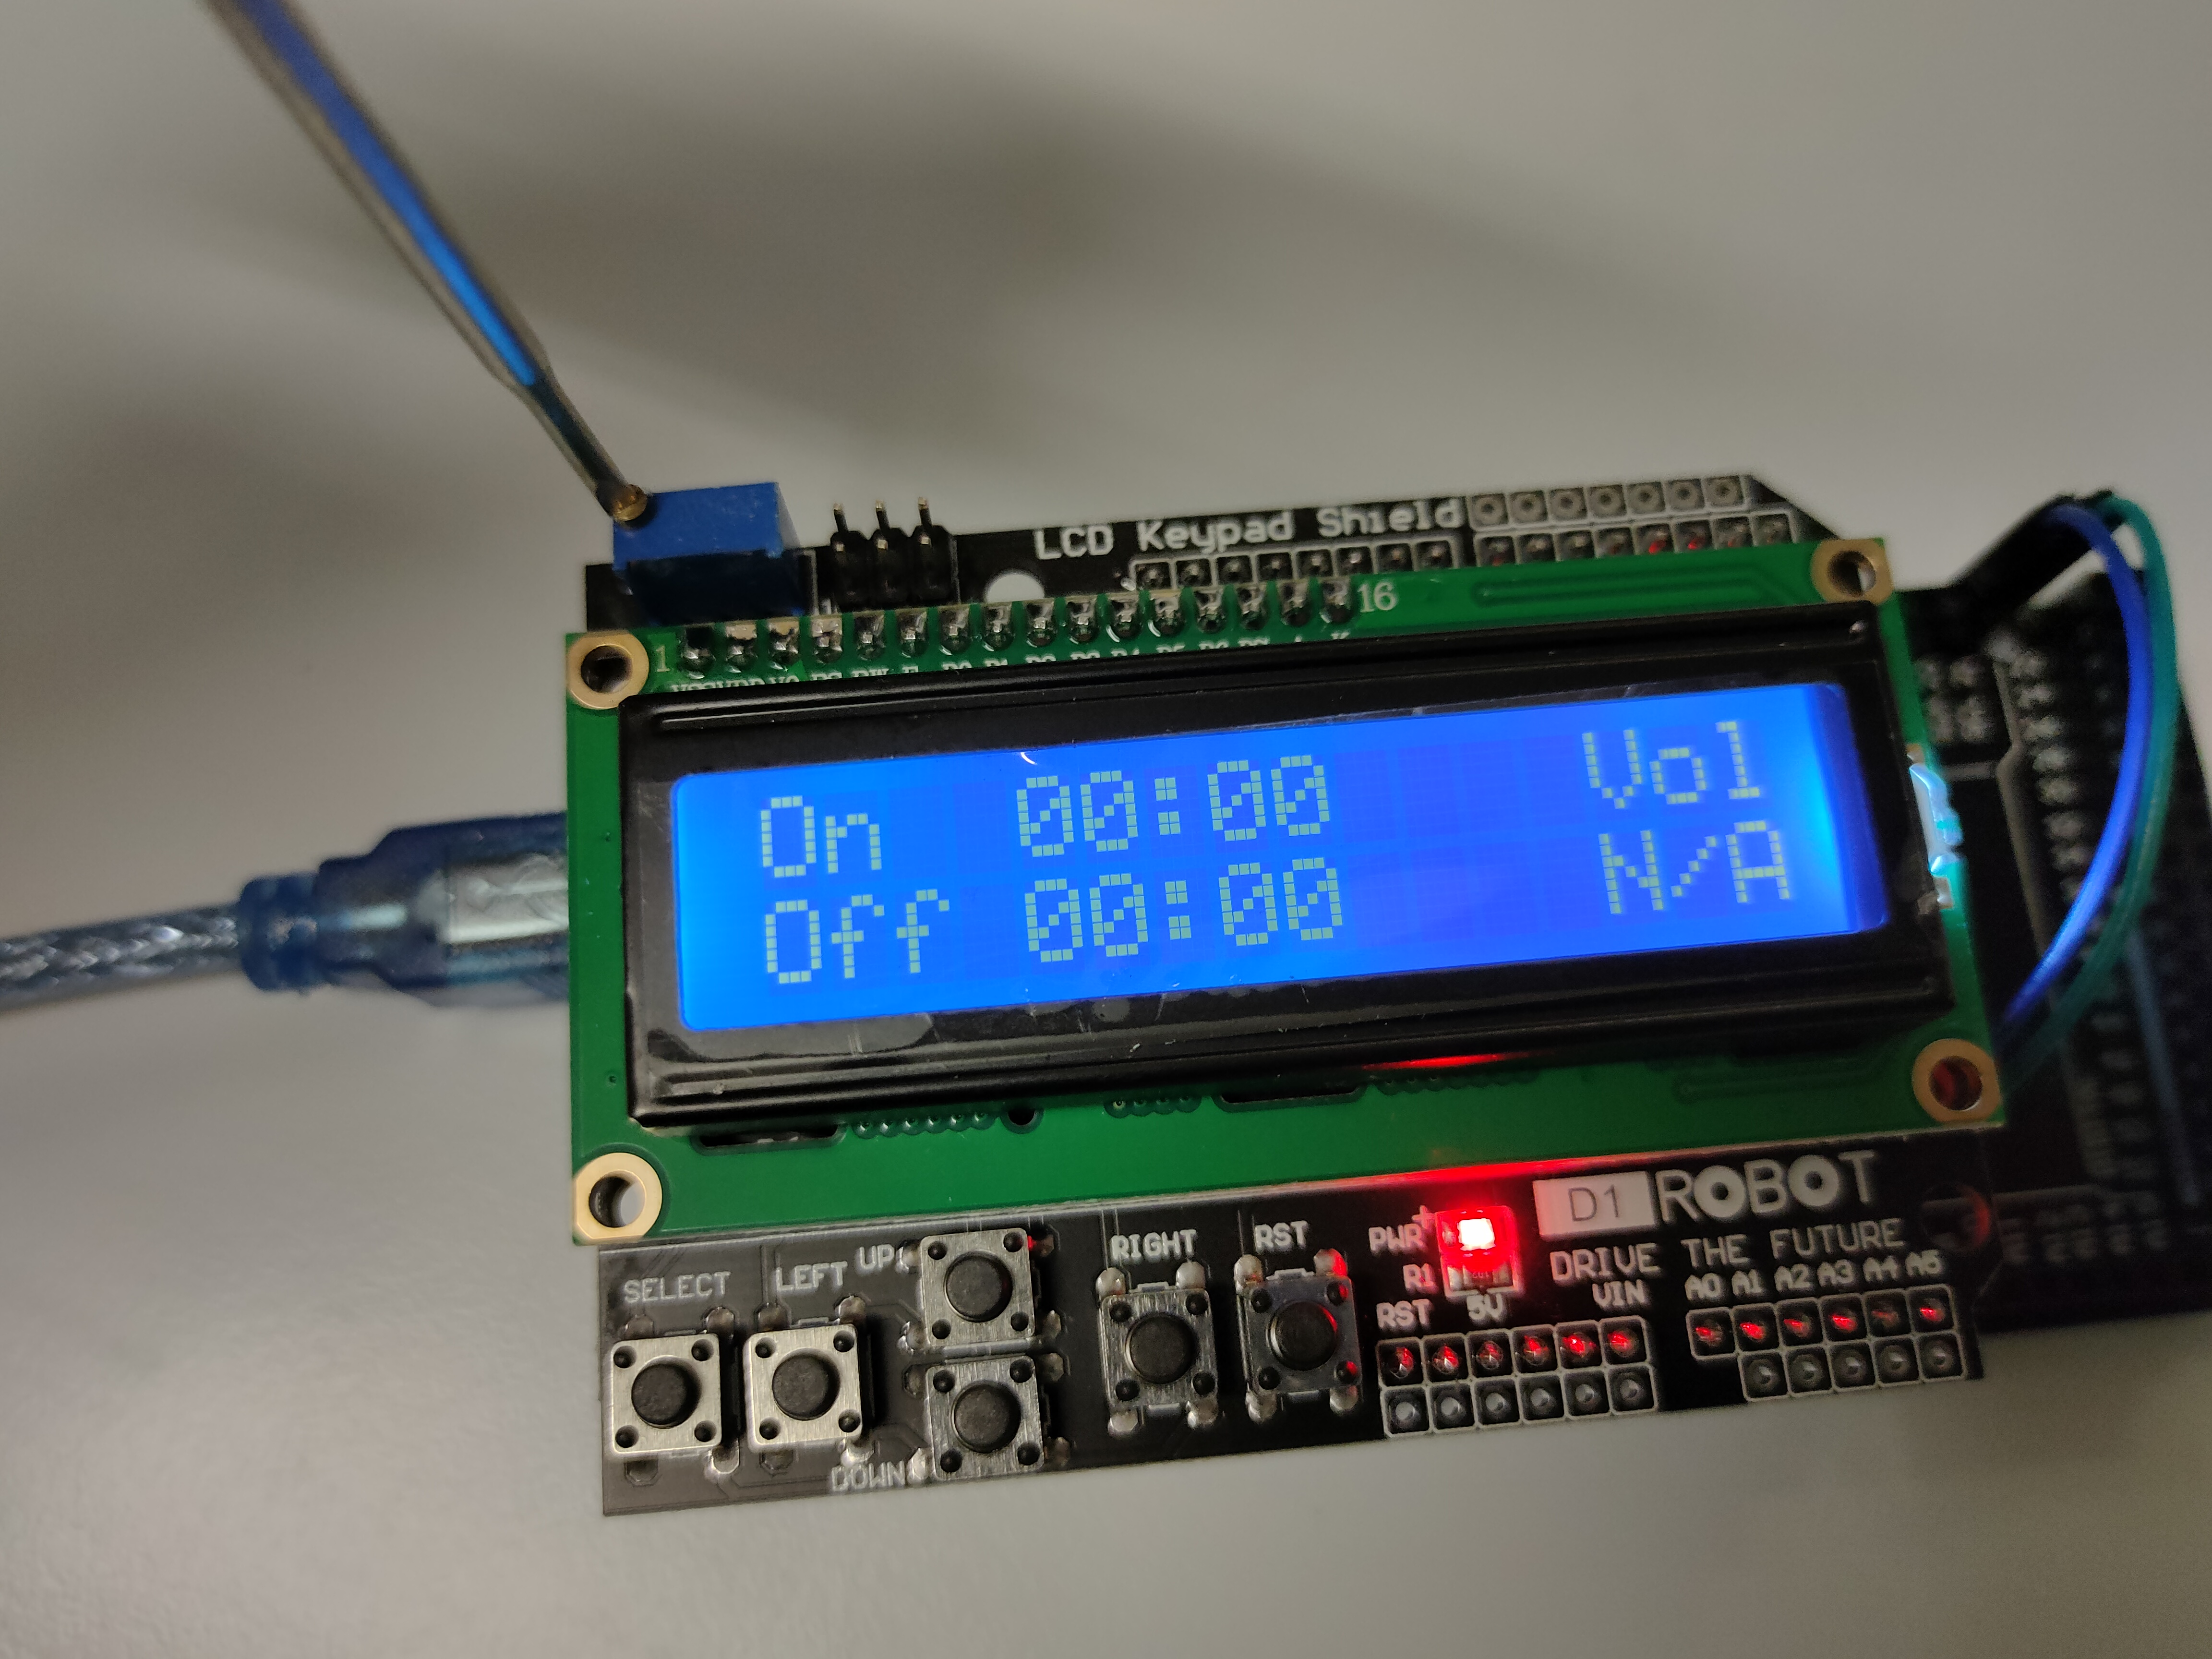 LCD Keypad Shield
1
16
On 00:00 Vol
Off 00:00 N/A
SELECT
LEFT
UP
DOWN
RIGHT
RST
PWR
R1
RST
5V
VIN
D1 ROBOT
DRIVE THE FUTURE
A0 A1 A2 A3 A4 A5